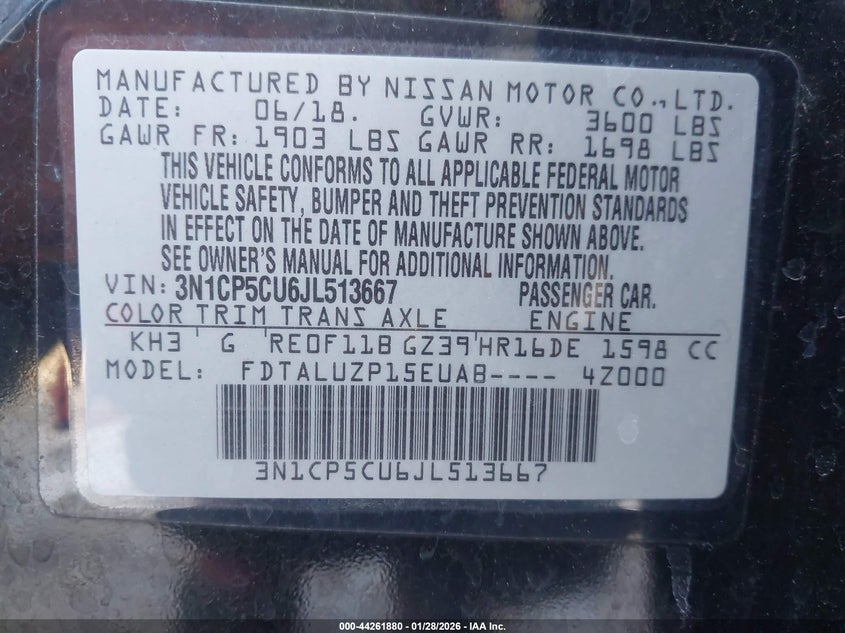 MANUFACTURED BY NISSAN MOTOR CO., LTD.
DATE: 06/18. GVWR: 3600 LBS
GAWR FR: 1903 LBS GAWR RR: 1698 LBS
THIS VEHICLE CONFORMS TO ALL APPLICABLE FEDERAL MOTOR
VEHICLE SAFETY, BUMPER AND THEFT PREVENTION STANDARDS
IN EFFECT ON THE DATE OF MANUFACTURE SHOWN ABOVE.
SEE OWNER'S MANUAL FOR ADDITIONAL INFORMATION.
VIN: 3N1CP5CU6JL513667 PASSENGER CAR.
COLOR TRIM TRANS AXLE ENGINE
KH3 G RE0F11B GZ39 HR16DE 1598 CC
MODEL: FDTALUZP15EUAB---- 4Z000
3N1CP5CU6JL513667
000-44261880 - 01/28/2026 - IAA Inc.